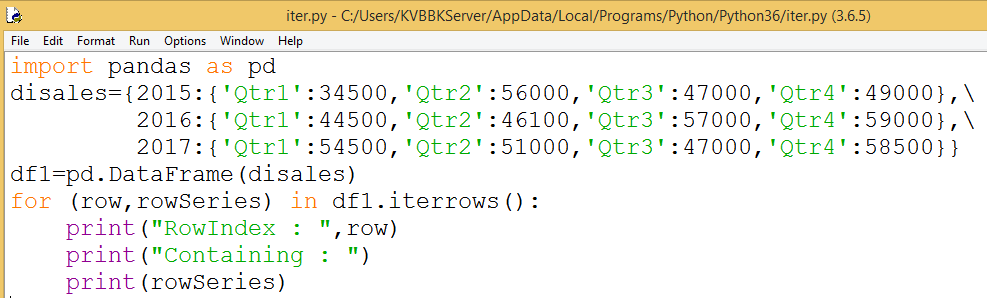 iter.py - C:/Users/KVBBKServer/AppData/Local/Programs/Python/Python36/iter.py (3.6.5)
File Edit Format Run Options Window Help
import pandas as pd
disales={2015:{'Qtr1':34500,'Qtr2':56000,'Qtr3':47000,'Qtr4':49000},\
         2016:{'Qtr1':44500,'Qtr2':46100,'Qtr3':57000,'Qtr4':59000},\
         2017:{'Qtr1':54500,'Qtr2':51000,'Qtr3':47000,'Qtr4':58500}}
df1=pd.DataFrame(disales)
for (row,rowSeries) in df1.iterrows():
    print("RowIndex : ",row)
    print("Containing : ")
    print(rowSeries)